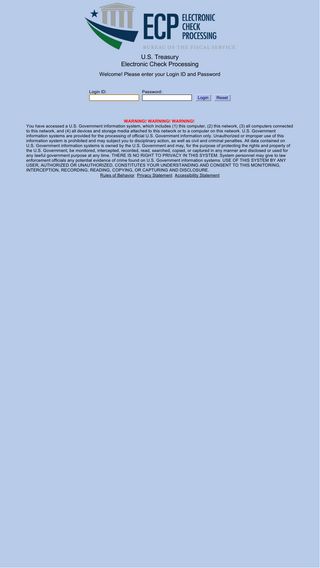 ECP ELECTRONIC
CHECK
PROCESSING
BUREAU OF THE FISCAL SERVICE
U.S. Treasury
Electronic Check Processing
Welcome! Please enter your Login ID and Password
Login ID: Password:
Login Reset
WARNING! WARNING! WARNING!
You have accessed a U.S. Government information system, which includes (1) this computer, (2) this network, (3) all computers connected
to this network, and (4) all devices and storage media attached to this network or to a computer on this network. U.S. Government
information systems are provided for the processing of official U.S. Government information only. Unauthorized or improper use of this
information system is prohibited and may subject you to disciplinary action, as well as civil and criminal penalties. All data contained on
U.S. Government information systems is owned by the U.S. Government and may, for the purpose of protecting the rights and property of
the U.S. Government, be monitored, intercepted, recorded, read, searched, copied, or captured in any manner and disclosed or used for
any lawful government purpose at any time. THERE IS NO RIGHT TO PRIVACY IN THIS SYSTEM. System personnel may give to law
enforcement officials any potential evidence of crime found on U.S. Government information systems. USE OF THIS SYSTEM BY ANY
USER, AUTHORIZED OR UNAUTHORIZED, CONSTITUTES YOUR UNDERSTANDING AND CONSENT TO THIS MONITORING,
INTERCEPTION, RECORDING, READING, COPYING, OR CAPTURING AND DISCLOSURE.
Rules of Behavior Privacy Statement Accessibility Statement